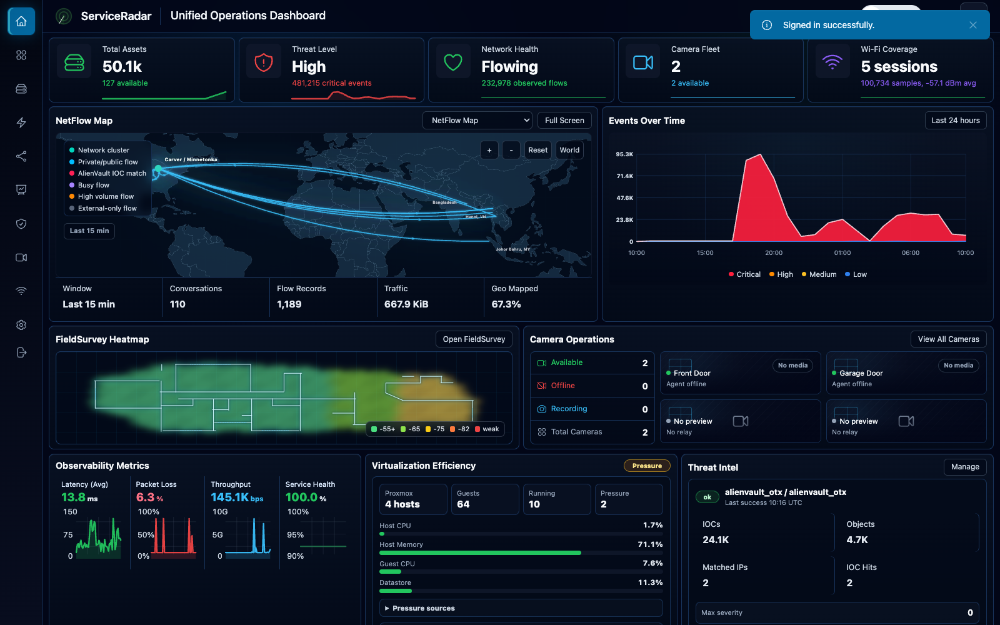 ServiceRadar
Unified Operations Dashboard
Signed in successfully.
Total Assets
50.1k
127 available
Threat Level
High
481,215 critical events
Network Health
Flowing
232,978 observed flows
Camera Fleet
2
2 available
Wi-Fi Coverage
5 sessions
100,734 samples, -57.1 dBm avg
NetFlow Map
NetFlow Map
Full Screen
Network cluster
Private/public flow
AlienVault IOC match
Busy flow
High volume flow
External-only flow
Last 15 min
Carver / Minnetonka
Bangladesh
Hanoi, VN
Johor Bahru, MY
+
-
Reset
World
Window
Last 15 min
Conversations
110
Flow Records
1,189
Traffic
667.9 KiB
Geo Mapped
67.3%
Events Over Time
Last 24 hours
95.3K
71.4K
47.6K
23.8K
0
10:00
15:00
20:00
01:00
06:00
10:00
Critical
High
Medium
Low
FieldSurvey Heatmap
Open FieldSurvey
-55+
-65
-75
-82
weak
Camera Operations
View All Cameras
Available 2
Offline 0
Recording 0
Total Cameras 2
No media
Front Door
Agent offline
No media
Garage Door
Agent offline
No preview
No relay
No preview
No relay
Observability Metrics
Latency (Avg)
13.8 ms
150
75
0
Packet Loss
6.3 %
100%
50%
0%
Throughput
145.1K bps
10G
5G
0
Service Health
100.0 %
100%
95%
90%
Virtualization Efficiency
Pressure
Proxmox
4 hosts
Guests
64
Running
10
Pressure
2
Host CPU 1.7%
Host Memory 71.1%
Guest CPU 7.6%
Datastore 11.3%
Pressure sources
Threat Intel
Manage
ok
alienvault_otx / alienvault_otx
Last success 10:16 UTC
IOCs
24.1K
Objects
4.7K
Matched IPs
2
IOC Hits
2
Max severity 0